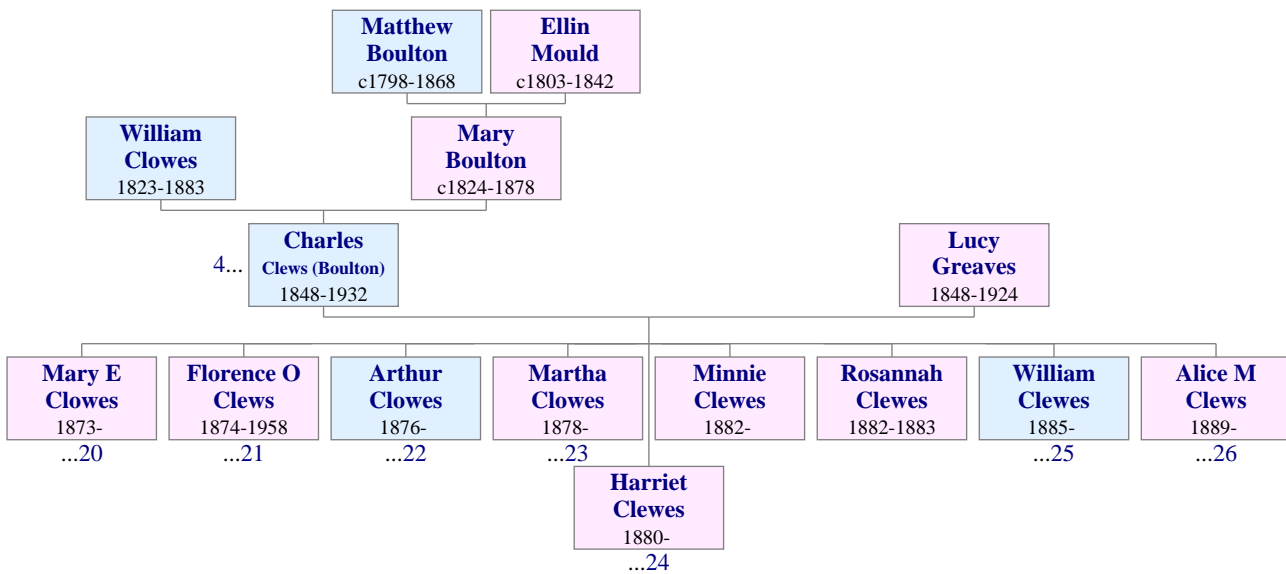 Matthew
Boulton
c1798-1868
Ellin
Mould
c1803-1842
William
Clowes
1823-1883
Mary
Boulton
c1824-1878
4...
Charles
Clews (Boulton)
1848-1932
Lucy
Greaves
1848-1924
Mary E
Clowes
1873-
...20
Florence O
Clews
1874-1958
...21
Arthur
Clowes
1876-
...22
Martha
Clowes
1878-
...23
Minnie
Clewes
1882-
Rosannah
Clewes
1882-1883
William
Clewes
1885-
...25
Alice M
Clews
1889-
...26
Harriet
Clewes
1880-
...24